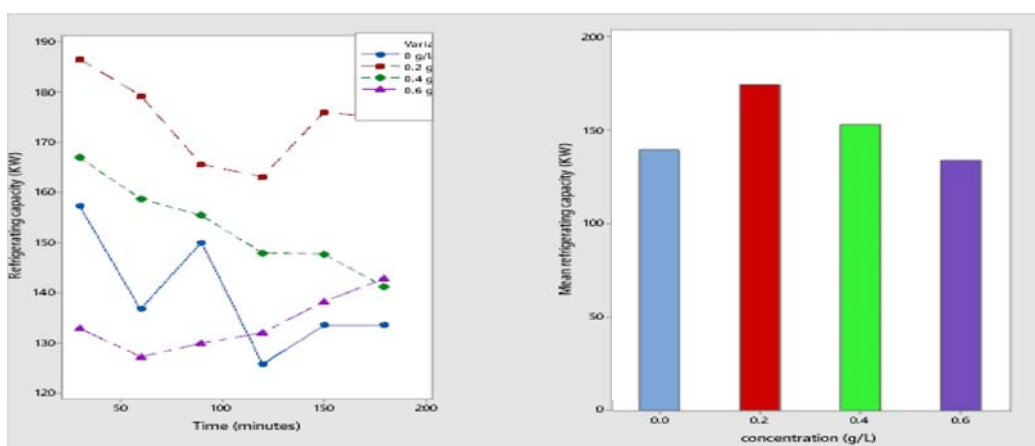 Refrigerating capacity (KW)
190
180
170
160
150
140
130
120
50
100
150
200
Time (minutes)
Varia
0 g/L
0.2 g
0.4 g
0.6 g
Mean refrigerating capacity (KW)
200
150
100
50
0
0.0
0.2
0.4
0.6
concentration (g/L)